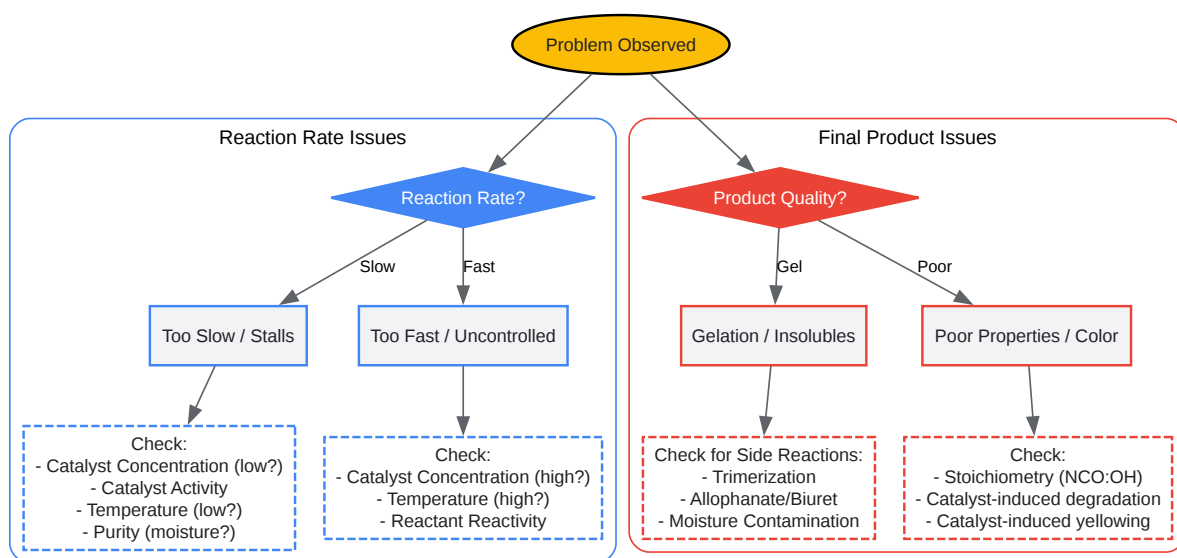 Problem Observed
Reaction Rate Issues
Final Product Issues
Reaction Rate?
Product Quality?
Slow
Fast
Gel
Poor
Too Slow / Stalls
Too Fast / Uncontrolled
Gelation / Insolubles
Poor Properties / Color
Check:
- Catalyst Concentration (low?)
- Catalyst Activity
- Temperature (low?)
- Purity (moisture?)
Check:
- Catalyst Concentration (high?)
- Temperature (high?)
- Reactant Reactivity
Check for Side Reactions:
- Trimerization
- Allophanate/Biuret
- Moisture Contamination
Check:
- Stoichiometry (NCO:OH)
- Catalyst-induced degradation
- Catalyst-induced yellowing